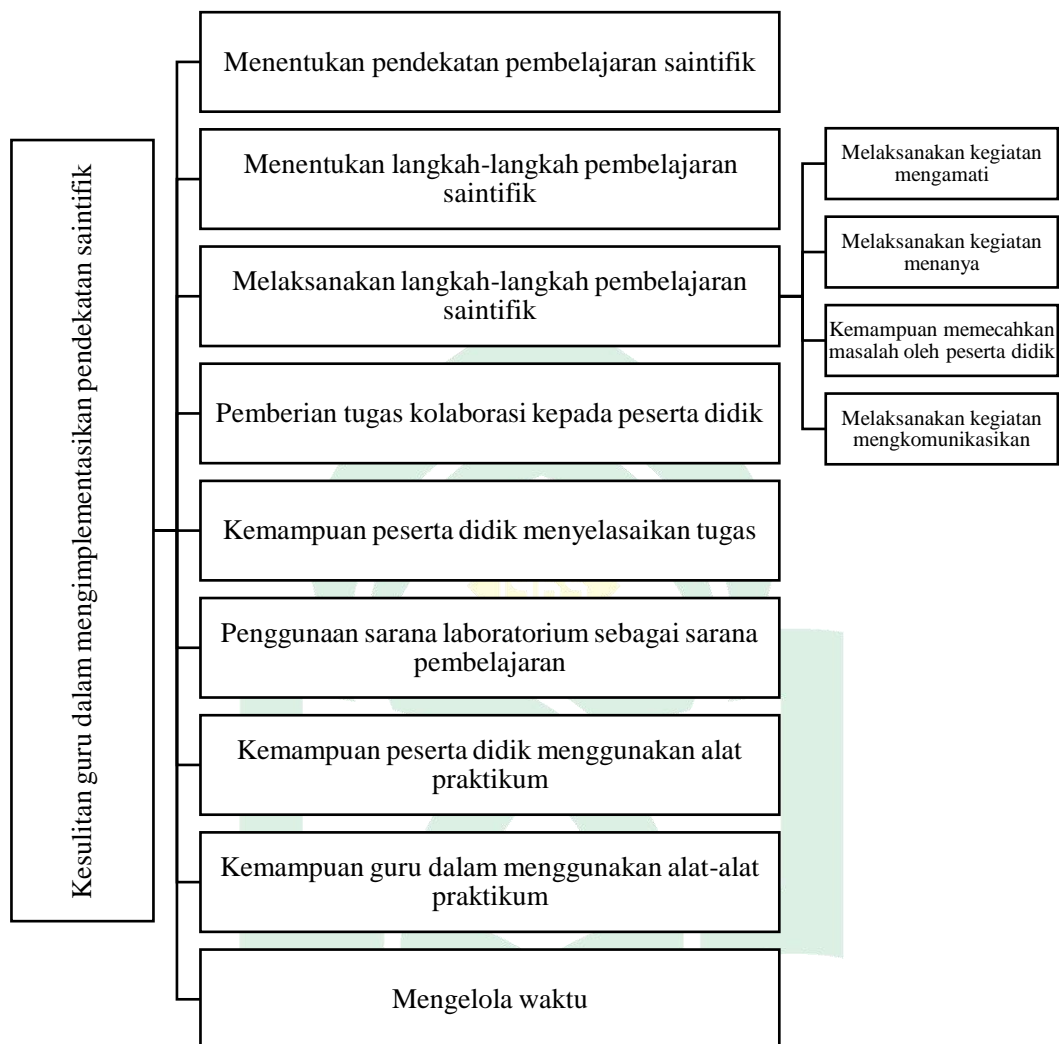 Kesulitan guru dalam mengimplementasikan pendekatan saintifik
Menentukan pendekatan pembelajaran saintifik
Menentukan langkah-langkah pembelajaran
saintifik
Melaksanakan langkah-langkah pembelajaran
saintifik
Melaksanakan kegiatan
mengamati
Melaksanakan kegiatan
menanya
Kemampuan memecahkan
masalah oleh peserta didik
Melaksanakan kegiatan
mengkomunikasikan
Pemberian tugas kolaborasi kepada peserta didik
Kemampuan peserta didik menyelasaikan tugas
Penggunaan sarana laboratorium sebagai sarana
pembelajaran
Kemampuan peserta didik menggunakan alat
praktikum
Kemampuan guru dalam menggunakan alat-alat
praktikum
Mengelola waktu